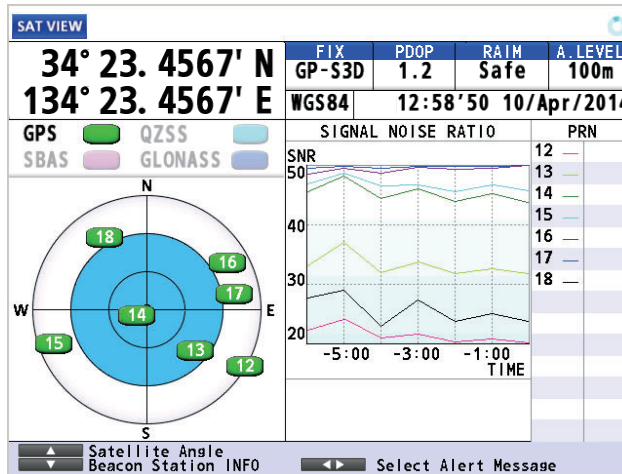 SAT VIEW
34° 23. 4567' N
134° 23. 4567' E
FIX PDOP RAIM A.LEVEL
GP-S3D 1.2 Safe 100m
WGS84 12:58'50 10/Apr/2014
GPS QZSS
SBAS GLONASS
SIGNAL NOISE RATIO PRN
SNR
50
40
30
20
-5:00 -3:00 -1:00
TIME
12
13
14
15
16
17
18
N
18
16
17
W E
14
15
13
12
S
Satellite Angle
Beacon Station INFO
Select Alert Message